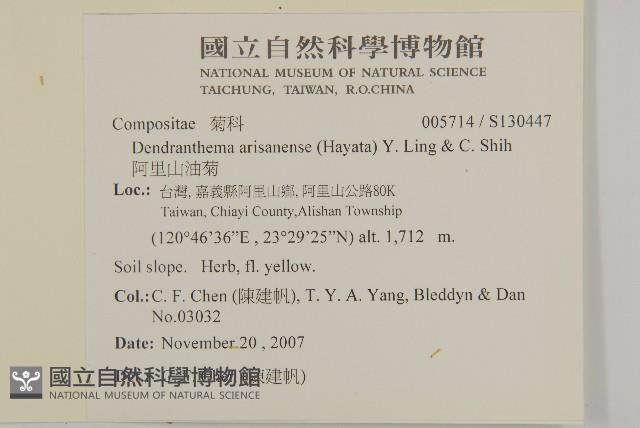 國立自然科學博物館
NATIONAL MUSEUM OF NATURAL SCIENCE
TAICHUNG, TAIWAN, R.O.CHINA
Compositae 菊科 005714 / S130447
Dendranthema arisanense (Hayata) Y. Ling & C. Shih
阿里山油菊
Loc.: 台灣, 嘉義縣阿里山鄉, 阿里山公路80K
Taiwan, Chiayi County,Alishan Township
(120°46'36”E , 23°29'25”N) alt. 1,712 m.
Soil slope. Herb, fl. yellow.
Col.: C. F. Chen (陳建帆), T. Y. A. Yang, Bleddyn & Dan
No.03032
Date: November 20 , 2007
(陳建帆)
國立自然科學博物館
NATIONAL MUSEUM OF NATURAL SCIENCE